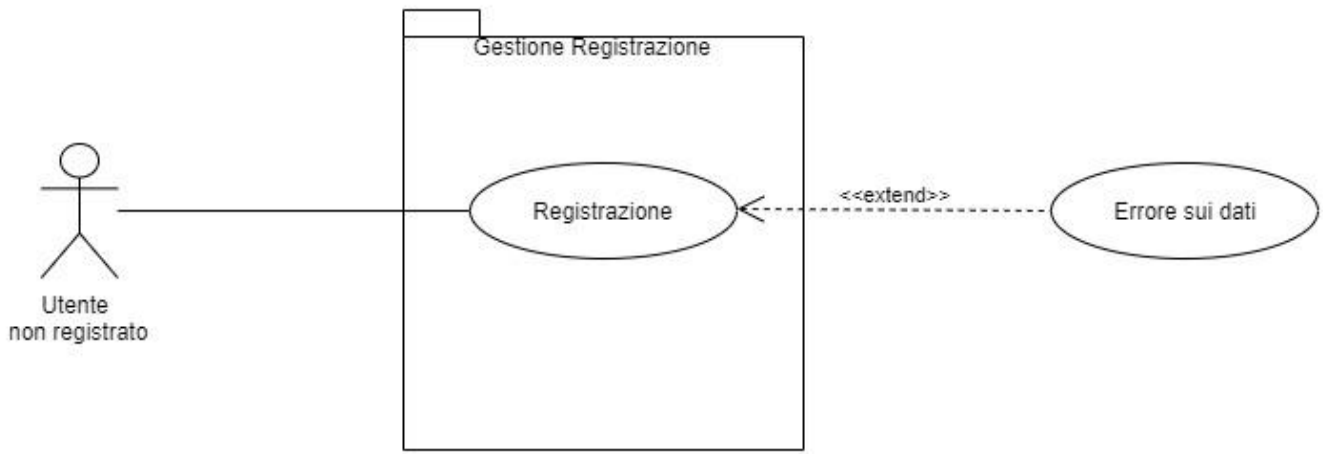 Gestione Registrazione
Registrazione
<<extend>>
Errore sui dati
Utente
non registrato